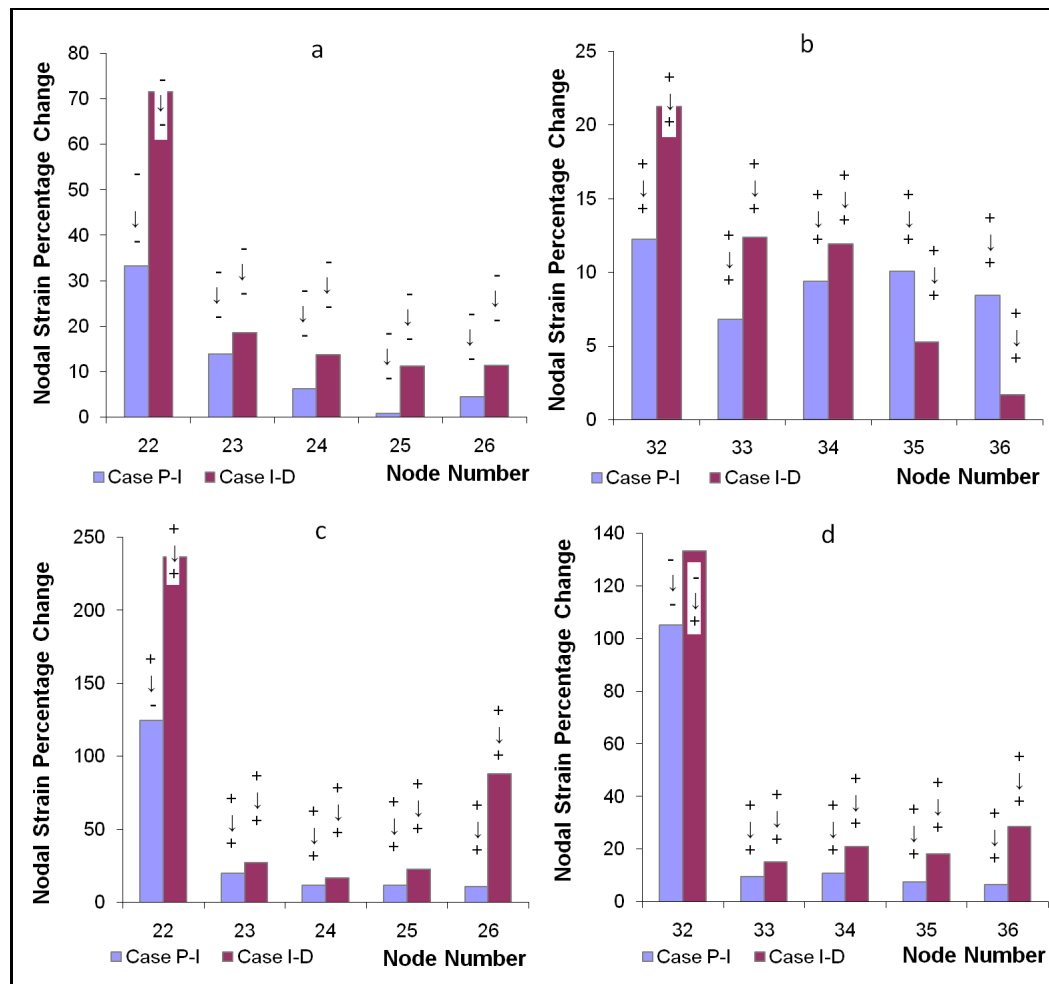 a
Nodal Strain Percentage Change
80
70
60
50
40
30
20
10
0
- ↓ -
- ↓ -
- ↓ -
- ↓ -
- ↓ -
- ↓ -
- ↓ -
- ↓ -
- ↓ -
- ↓ -
22 23 24 25 26
Case P-I Case I-D Node Number
b
Nodal Strain Percentage Change
25
20
15
10
5
0
+ ↓ +
+ ↓ +
+ ↓ +
+ ↓ +
+ ↓ +
+ ↓ +
+ ↓ +
+ ↓ +
+ ↓ +
+ ↓ +
32 33 34 35 36
Case P-I Case I-D Node Number
c
Nodal Strain Percentage Change
250
200
150
100
50
0
+ ↓ -
+ ↓ +
+ ↓ +
+ ↓ +
+ ↓ +
+ ↓ +
+ ↓ +
+ ↓ +
+ ↓ +
+ ↓ +
22 23 24 25 26
Case P-I Case I-D Node Number
d
Nodal Strain Percentage Change
140
120
100
80
60
40
20
0
- ↓ -
- ↓ +
+ ↓ +
+ ↓ +
+ ↓ +
+ ↓ +
+ ↓ +
+ ↓ +
+ ↓ +
+ ↓ +
32 33 34 35 36
Case P-I Case I-D Node Number